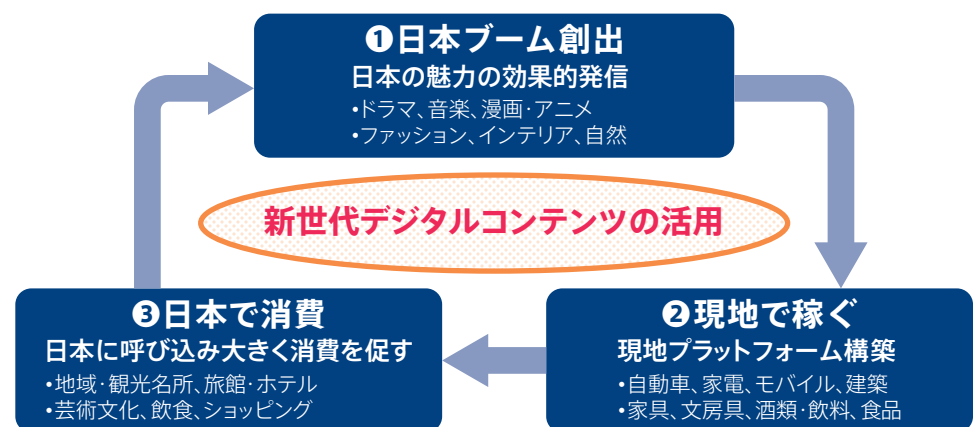 ❶日本ブーム創出
日本の魅力の効果的発信
•ドラマ、音楽、漫画・アニメ
•ファッション、インテリア、自然
新世代デジタルコンテンツの活用
❸日本で消費
日本に呼び込み大きく消費を促す
•地域・観光名所、旅館・ホテル
•芸術文化、飲食、ショッピング
❷現地で稼ぐ
現地プラットフォーム構築
•自動車、家電、モバイル、建築
•家具、文房具、酒類・飲料、食品